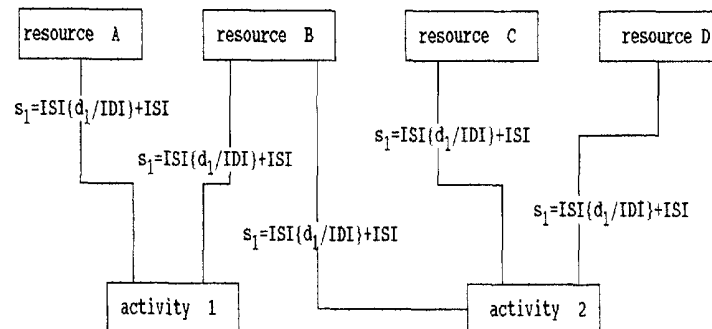 resource A
resource B
resource C
resource D
s₁=ISI{d₁/IDI}+ISI
s₁=ISI{d₁/IDI}+ISI
s₁=ISI{d₁/IDI}+ISI
s₁=ISI{d₁/IDI}+ISI
s₁=ISI{d₁/IDI}+ISI
activity 1
activity 2